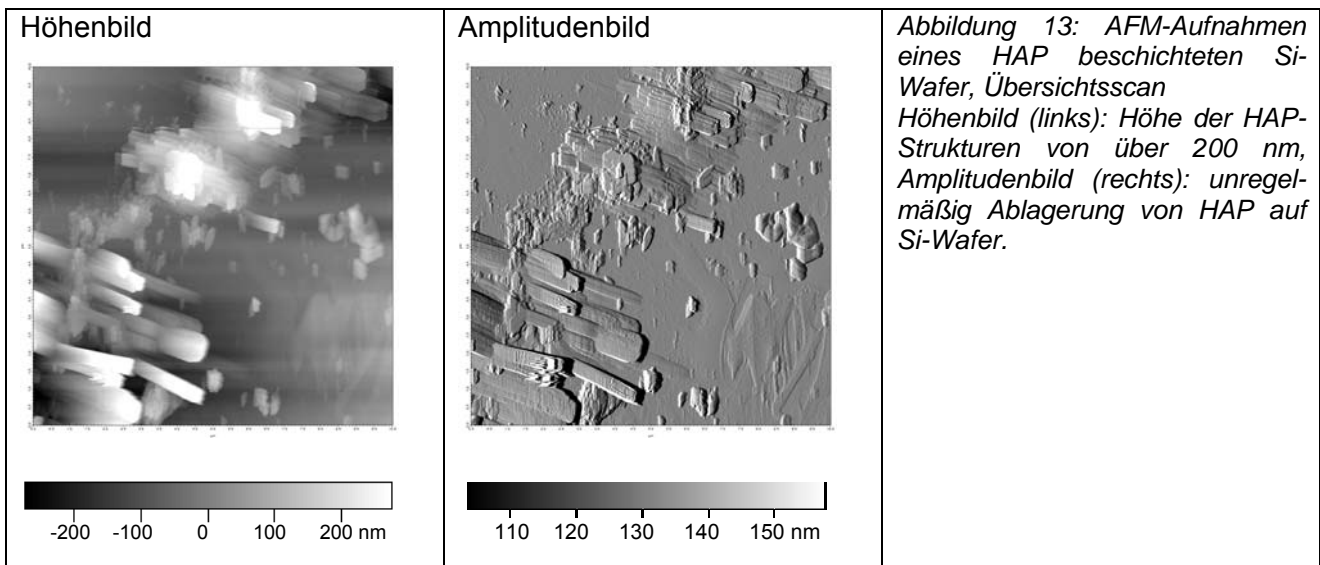 Höhenbild
-200 -100 0 100 200 nm
Amplitudenbild
110 120 130 140 150 nm
Abbildung 13: AFM-Aufnahmen
eines HAP beschichteten Si-
Wafer, Übersichtsscan
Höhenbild (links): Höhe der HAP-
Strukturen von über 200 nm,
Amplitudenbild (rechts): unregel-
mäßig Ablagerung von HAP auf
Si-Wafer.